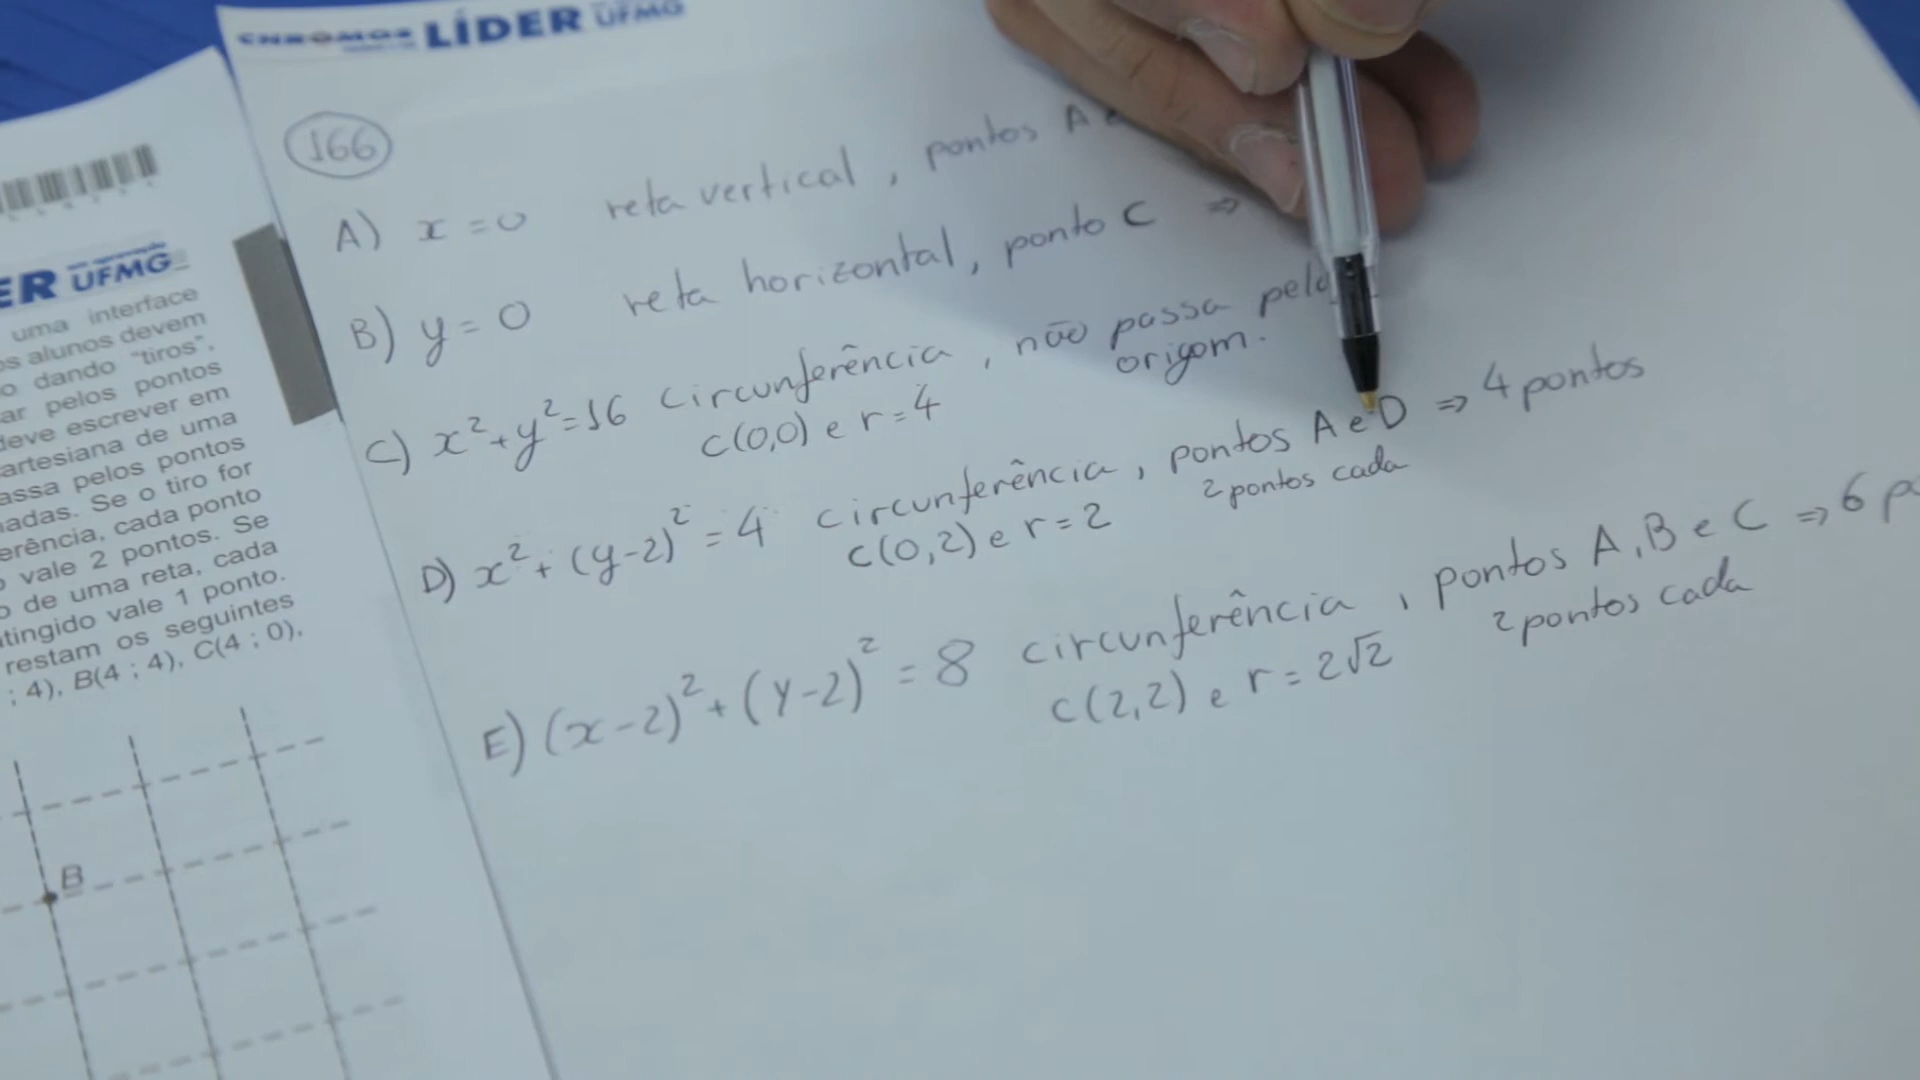 CHROMOS LÍDER UFMG
166
A) x = 0 reta vertical, pontos A
B) y = 0 reta horizontal, ponto C ⇒
C) x² + y² = 16 circunferência, não passa pela
C(0,0) e r = 4 origem.
D) x² + (y-2)² = 4 circunferência, pontos A e D ⇒ 4 pontos
C(0,2) e r = 2 2 pontos cada
E) (x-2)² + (y-2)² = 8 circunferência, pontos A, B e C ⇒ 6 po
C(2,2) e r = 2√2 2 pontos cada
ER UFMG
uma interface
os alunos devem
o dando "tiros",
ar pelos pontos
deve escrever em
artesiana de uma
assa pelos pontos
nadas. Se o tiro for
erência, cada ponto
o vale 2 pontos. Se
o de uma reta, cada
tingido vale 1 ponto.
restam os seguintes
; 4), B(4 ; 4), C(4 ; 0),
B